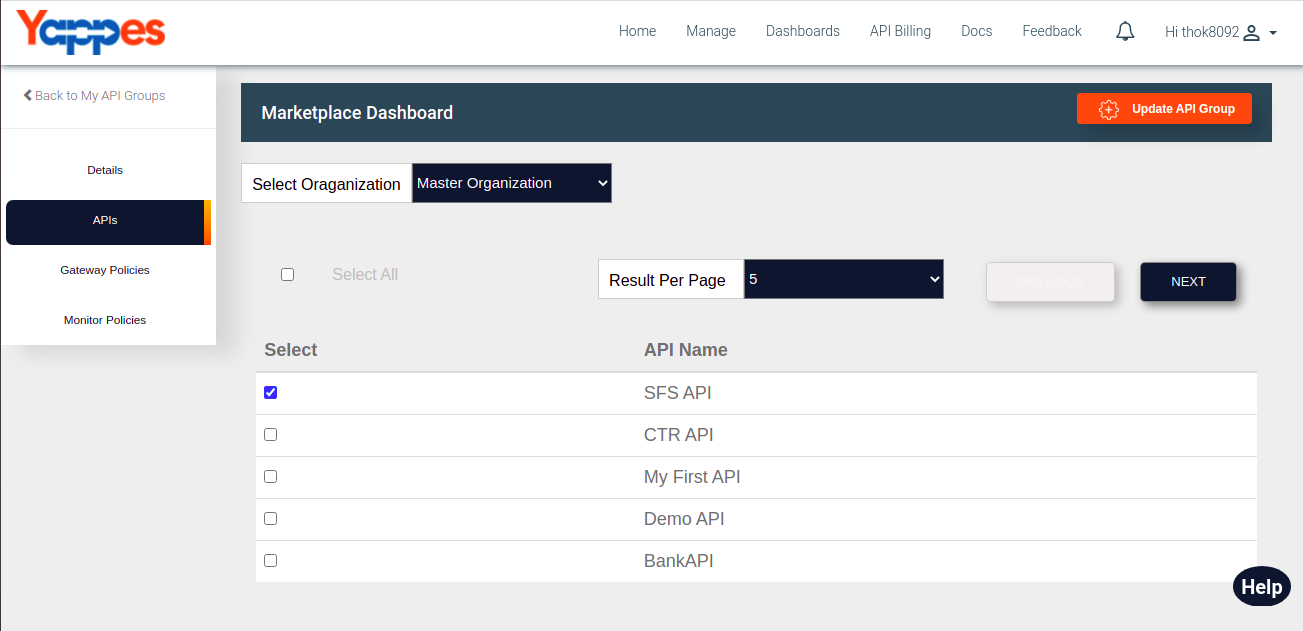 Yappes
Home Manage Dashboards API Billing Docs Feedback Hi thok8092
Back to My API Groups
Details
APIs
Gateway Policies
Monitor Policies
Marketplace Dashboard
Update API Group
Select Oraganization Master Organization
Select All
Result Per Page 5
PREVIOUS
NEXT
Select API Name
SFS API
CTR API
My First API
Demo API
BankAPI
Help